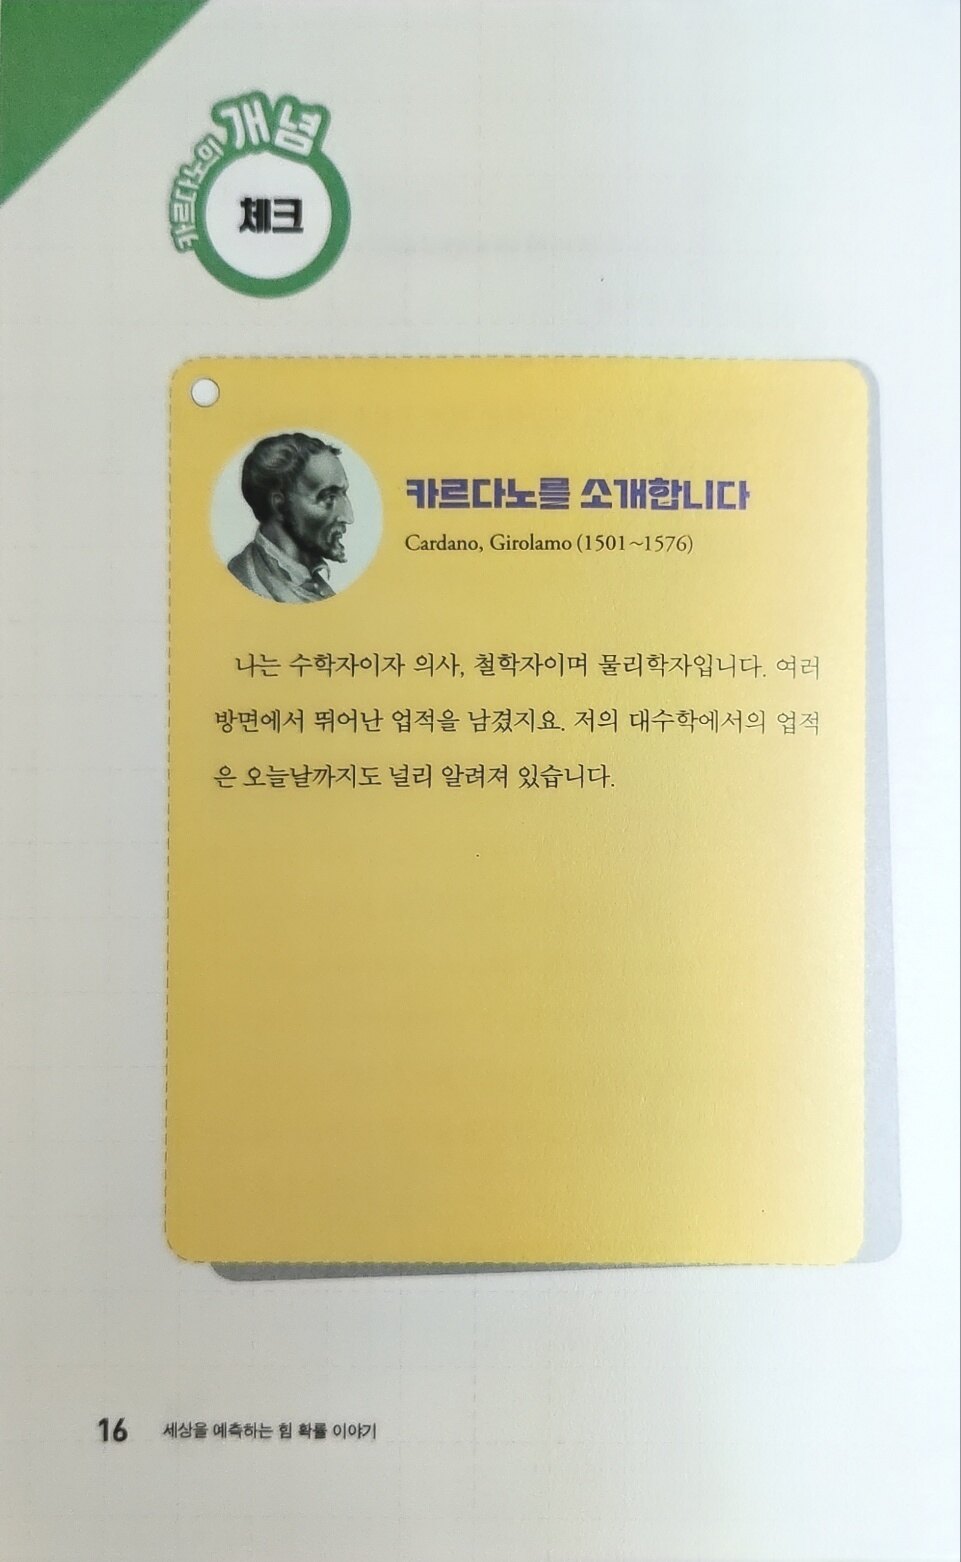 카르다노의 개념
체크
카르다노를 소개합니다
Cardano, Girolamo (1501~1576)
나는 수학자이자 의사, 철학자이며 물리학자입니다. 여러
방면에서 뛰어난 업적을 남겼지요. 저의 대수학에서의 업적
은 오늘날까지도 널리 알려져 있습니다.
16 세상을 예측하는 힘 확률 이야기